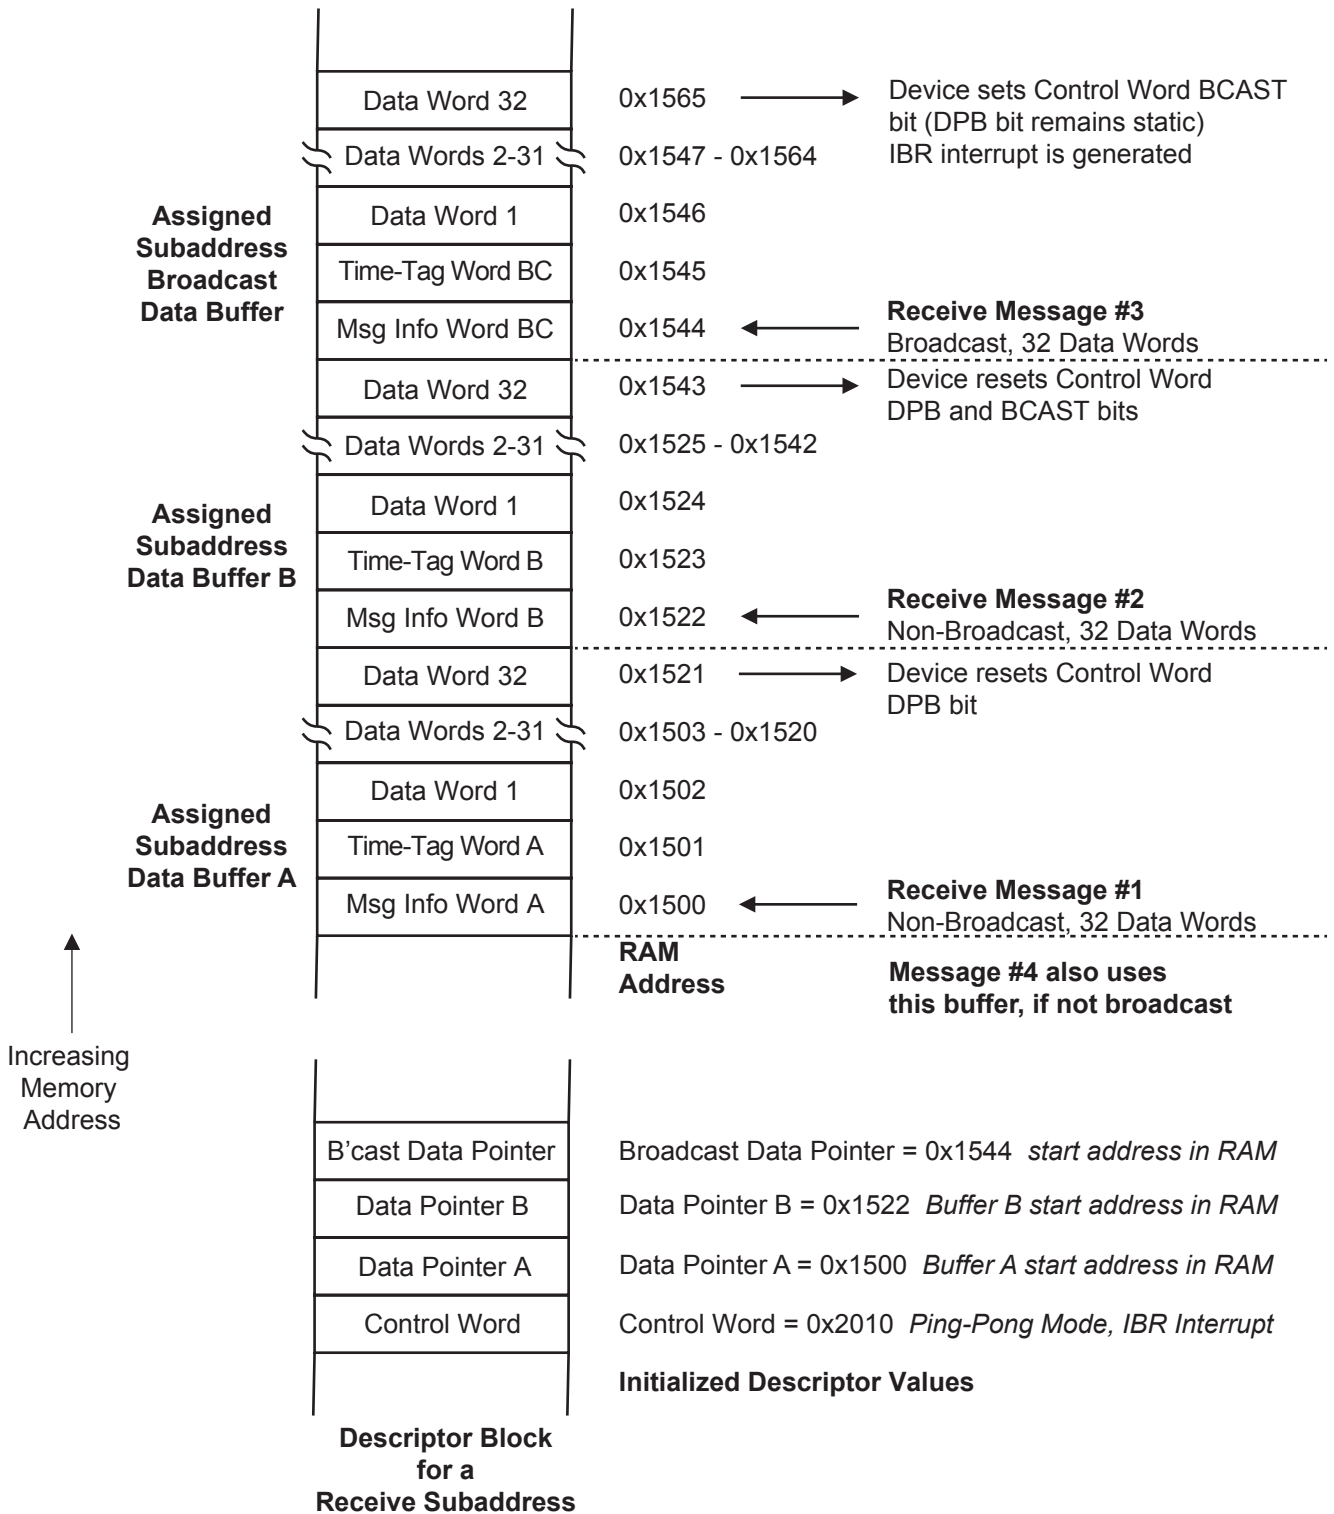 Data Word 32
0x1565
Device sets Control Word BCAST
bit (DPB bit remains static)
IBR interrupt is generated
Data Words 2-31
0x1547 - 0x1564
Assigned
Subaddress
Broadcast
Data Buffer
Data Word 1
0x1546
Time-Tag Word BC
0x1545
Msg Info Word BC
0x1544
Receive Message #3
Broadcast, 32 Data Words
Data Word 32
0x1543
Device resets Control Word
DPB and BCAST bits
Data Words 2-31
0x1525 - 0x1542
Assigned
Subaddress
Data Buffer B
Data Word 1
0x1524
Time-Tag Word B
0x1523
Msg Info Word B
0x1522
Receive Message #2
Non-Broadcast, 32 Data Words
Data Word 32
0x1521
Device resets Control Word
DPB bit
Data Words 2-31
0x1503 - 0x1520
Assigned
Subaddress
Data Buffer A
Data Word 1
0x1502
Time-Tag Word A
0x1501
Msg Info Word A
0x1500
Receive Message #1
Non-Broadcast, 32 Data Words
RAM
Address
Message #4 also uses
this buffer, if not broadcast
Increasing
Memory
Address
B'cast Data Pointer
Broadcast Data Pointer = 0x1544 start address in RAM
Data Pointer B
Data Pointer B = 0x1522 Buffer B start address in RAM
Data Pointer A
Data Pointer A = 0x1500 Buffer A start address in RAM
Control Word
Control Word = 0x2010 Ping-Pong Mode, IBR Interrupt
Initialized Descriptor Values
Descriptor Block
for a
Receive Subaddress